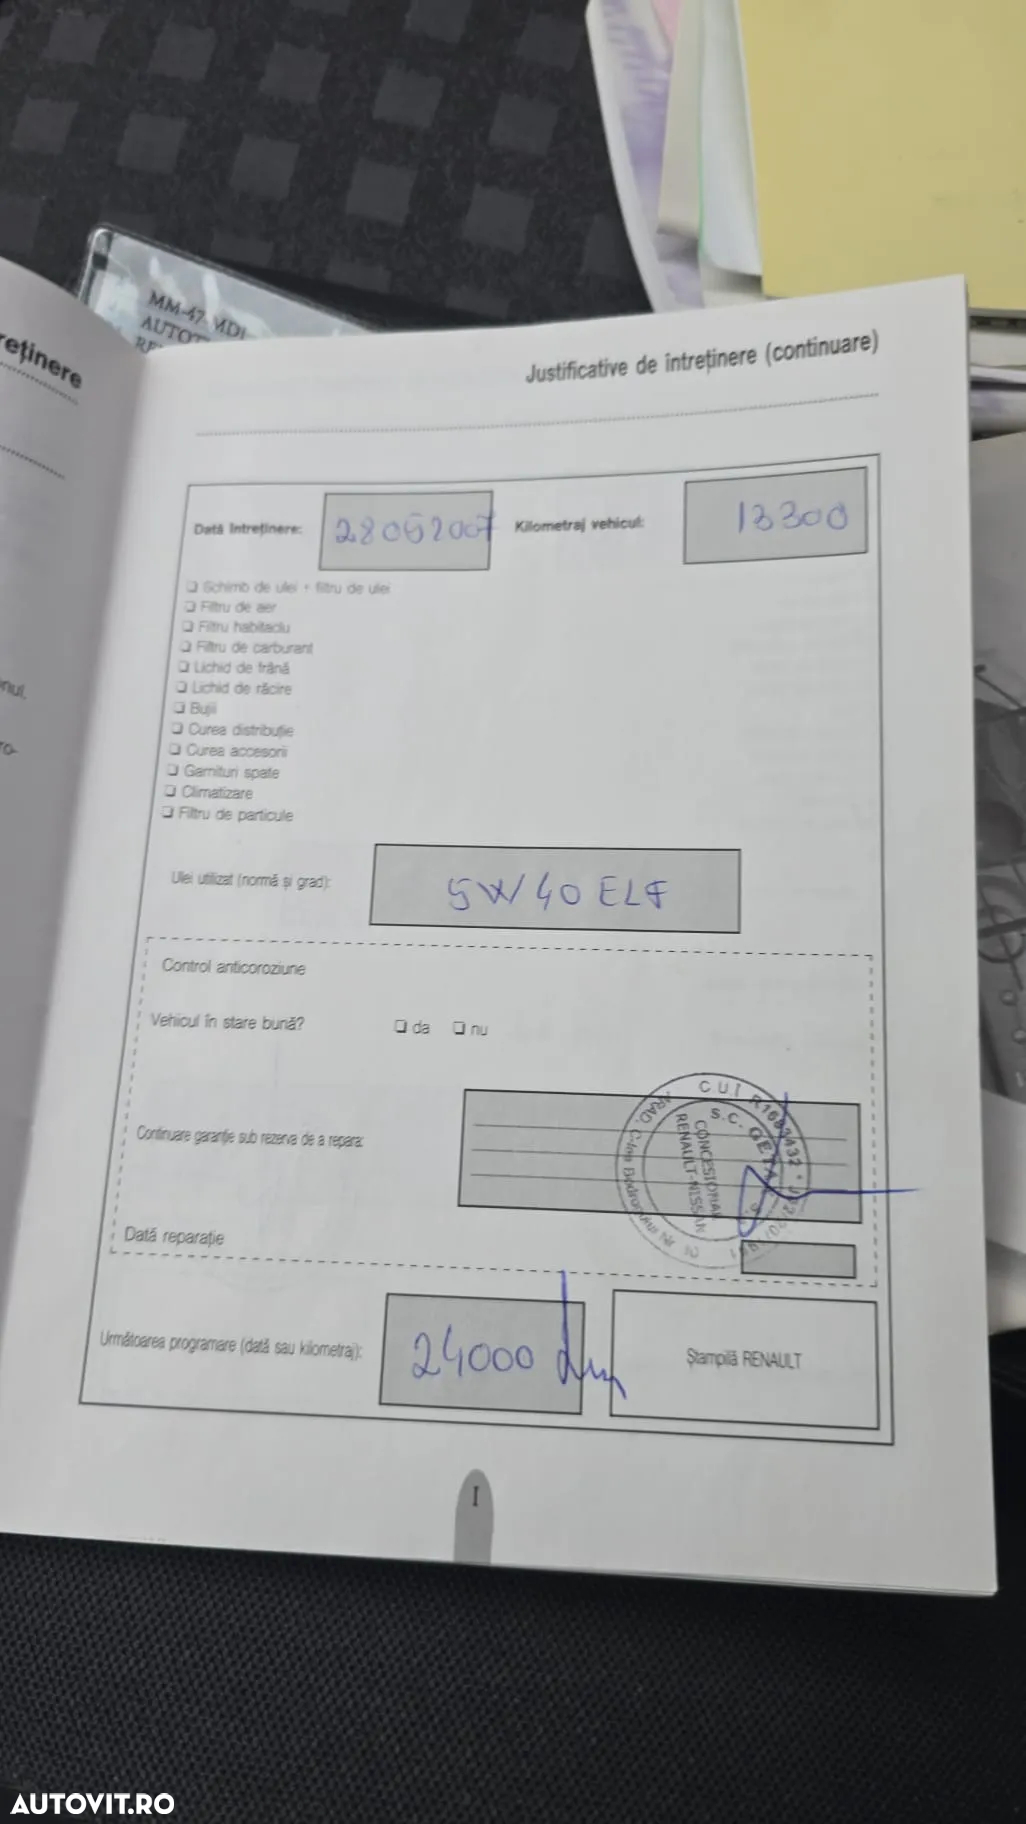 reținere
MM-47-MDI
Justificative de întreținere (continuare)
Dată întreținere: 28052007 Kilometraj vehicul: 13300
❏ Schimb de ulei + filtru de ulei
❏ Filtru de aer
❏ Filtru habitaclu
❏ Filtru de carburant
❏ Lichid de frână
❏ Lichid de răcire
❏ Bujii
❏ Curea distribuție
❏ Curea accesorii
❏ Garnituri spate
❏ Climatizare
❏ Filtru de particule
Ulei utilizat (normă și grad): 5W40 ELF
Control anticoroziune
Vehicul în stare bună? ❏ da ❏ nu
Continuare garanție sub rezerva de a repara:
C.U.I.
S.C. GETA
CONCESIONAR
RENAULT-NISSAN
ARAD,
Dată reparație
Următoarea programare (dată sau kilometraj): 24000
Ștampilă RENAULT
I
AUTOVIT.RO